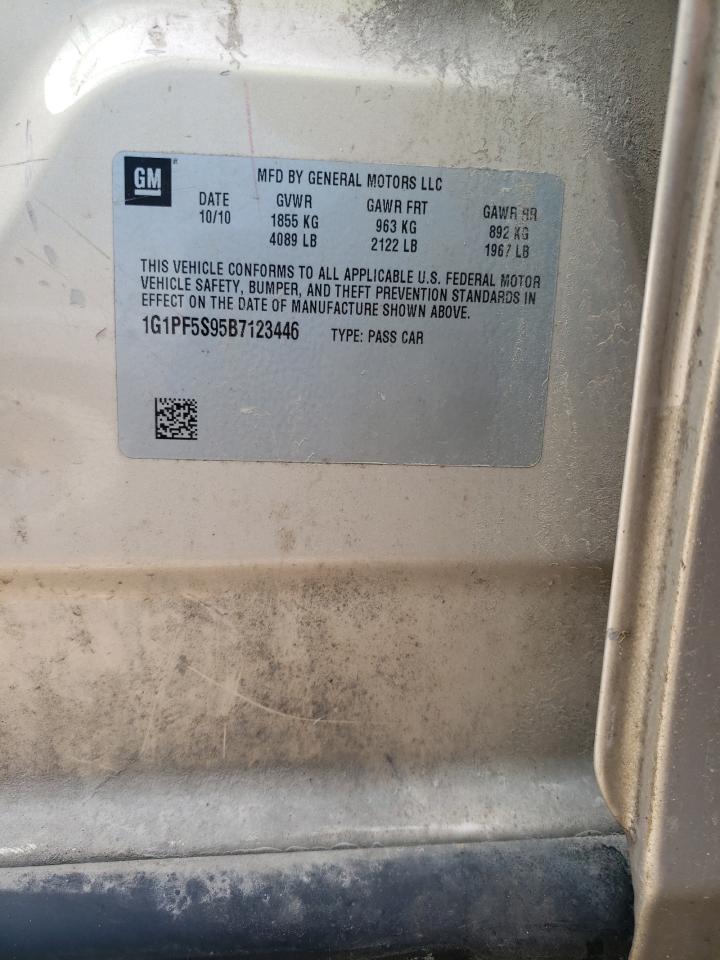 GM ®
MFD BY GENERAL MOTORS LLC
DATE GVWR GAWR FRT GAWR RR
10/10 1855 KG 963 KG 892 KG
4089 LB 2122 LB 1967 LB
THIS VEHICLE CONFORMS TO ALL APPLICABLE U.S. FEDERAL MOTOR
VEHICLE SAFETY, BUMPER, AND THEFT PREVENTION STANDARDS IN
EFFECT ON THE DATE OF MANUFACTURE SHOWN ABOVE.
1G1PF5S95B7123446 TYPE: PASS CAR